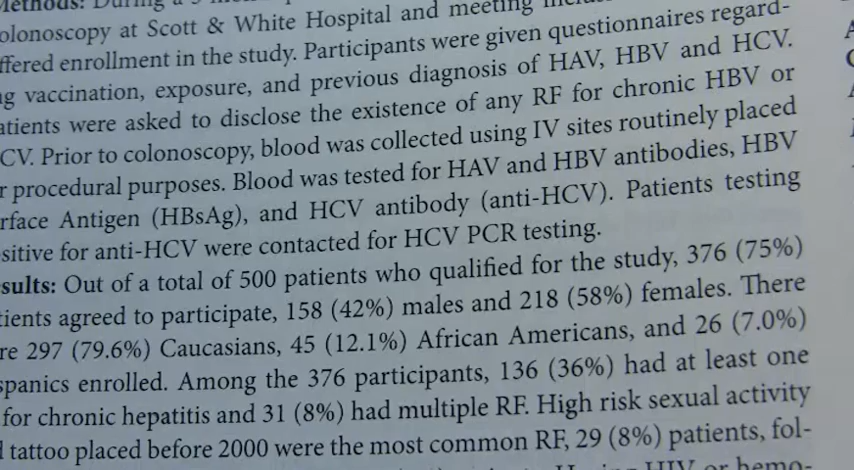 olonoscopy at Scott & White Hospital and meeting
ffered enrollment in the study. Participants were given questionnaires regard-
g vaccination, exposure, and previous diagnosis of HAV, HBV and HCV.
atients were asked to disclose the existence of any RF for chronic HBV or
CV. Prior to colonoscopy, blood was collected using IV sites routinely placed
r procedural purposes. Blood was tested for HAV and HBV antibodies, HBV
rface Antigen (HBsAg), and HCV antibody (anti-HCV). Patients testing
sitive for anti-HCV were contacted for HCV PCR testing.
sults: Out of a total of 500 patients who qualified for the study, 376 (75%)
tients agreed to participate, 158 (42%) males and 218 (58%) females. There
re 297 (79.6%) Caucasians, 45 (12.1%) African Americans, and 26 (7.0%)
spanics enrolled. Among the 376 participants, 136 (36%) had at least one
for chronic hepatitis and 31 (8%) had multiple RF. High risk sexual activity
tattoo placed before 2000 were the most common RF, 29 (8%) patients, fol-
HIV or hemo-